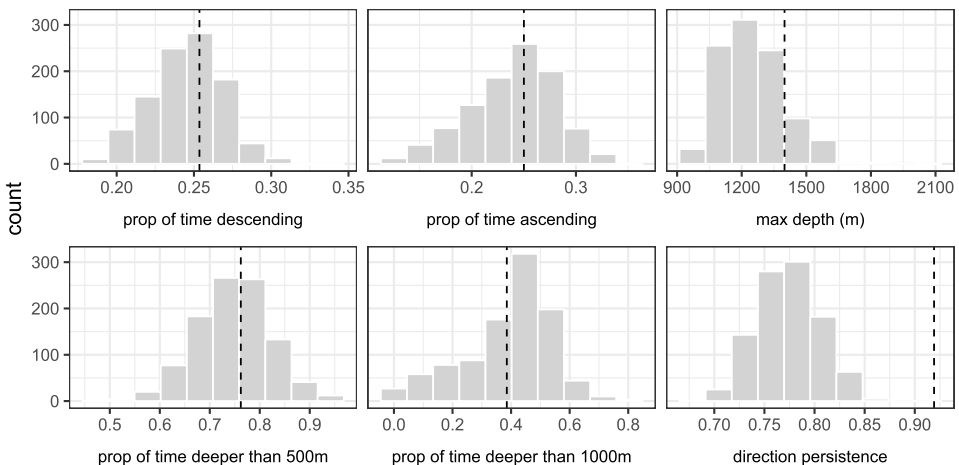 300
200
100
0
0.20 0.25 0.30 0.35
0.2 0.3
900 1200 1500 1800 2100
prop of time descending
prop of time ascending
max depth (m)
count
300
200
100
0
0.5 0.6 0.7 0.8 0.9
0.0 0.2 0.4 0.6 0.8
0.70 0.75 0.80 0.85 0.90
prop of time deeper than 500m
prop of time deeper than 1000m
direction persistence